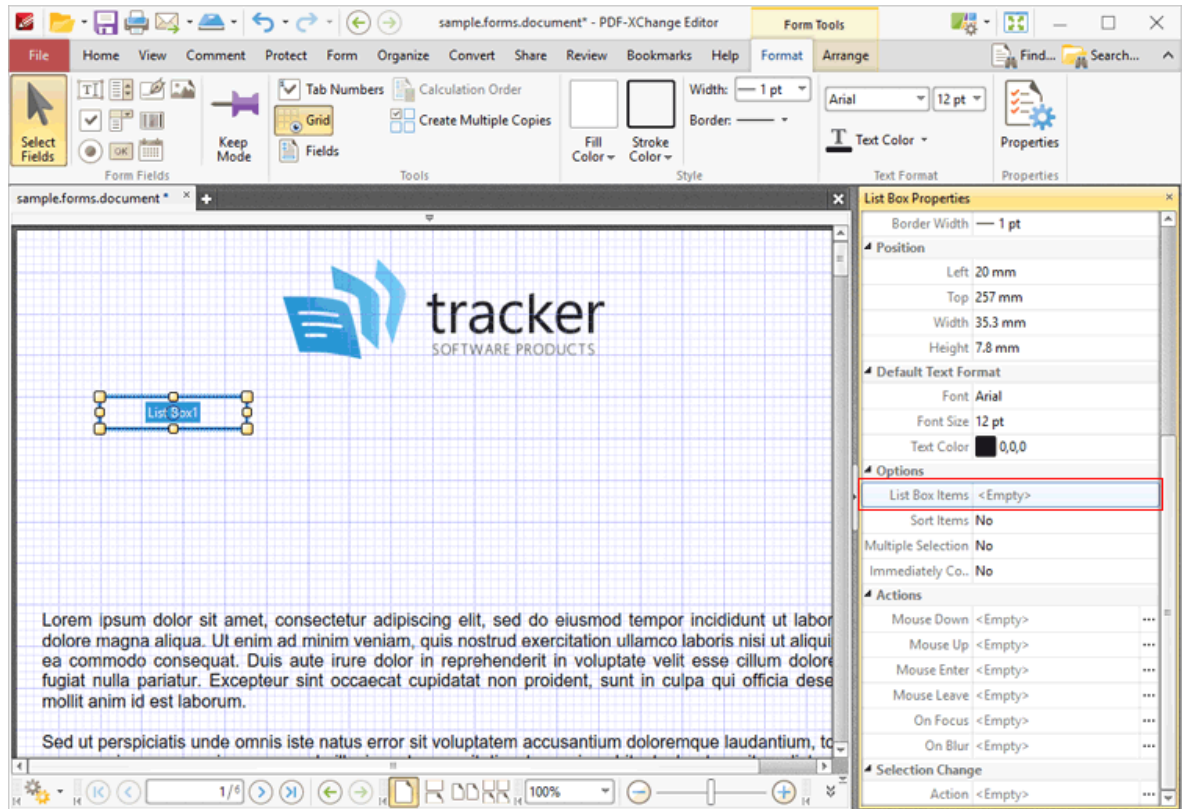 sample.forms.document* - PDF-XChange Editor
Form Tools
File Home View Comment Protect Form Organize Convert Share Review Bookmarks Help Format Arrange Find... Search...
Select Fields
OK
Form Fields
Keep Mode
Tab Numbers
Calculation Order
Grid
Create Multiple Copies
Fields
Tools
Fill Color
Stroke Color
Width: 1 pt
Border:
Style
Arial 12 pt
T Text Color
Text Format
Properties
Properties
sample.forms.document *
tracker
SOFTWARE PRODUCTS
List Box1
Lorem ipsum dolor sit amet, consectetur adipiscing elit, sed do eiusmod tempor incididunt ut labor
dolore magna aliqua. Ut enim ad minim veniam, quis nostrud exercitation ullamco laboris nisi ut aliqui
ea commodo consequat. Duis aute irure dolor in reprehenderit in voluptate velit esse cillum dolore
fugiat nulla pariatur. Excepteur sint occaecat cupidatat non proident, sunt in culpa qui officia dese
mollit anim id est laborum.
Sed ut perspiciatis unde omnis iste natus error sit voluptatem accusantium doloremque laudantium, to
List Box Properties
Border Width 1 pt
Position
Left 20 mm
Top 257 mm
Width 35.3 mm
Height 7.8 mm
Default Text Format
Font Arial
Font Size 12 pt
Text Color 0,0,0
Options
List Box Items <Empty>
Sort Items No
Multiple Selection No
Immediately Co.. No
Actions
Mouse Down <Empty> ...
Mouse Up <Empty> ...
Mouse Enter <Empty> ...
Mouse Leave <Empty> ...
On Focus <Empty> ...
On Blur <Empty> ...
Selection Change
Action <Empty> ...
1/6
100%